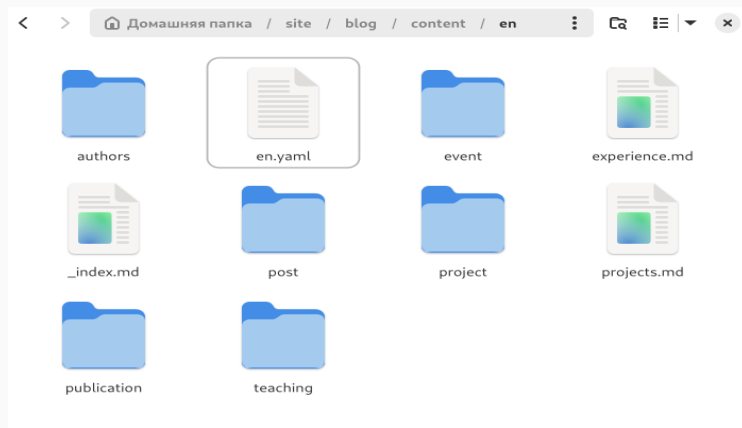 Домашняя папка / site / blog / content / en
authors en.yaml event experience.md
_index.md post project projects.md
publication teaching